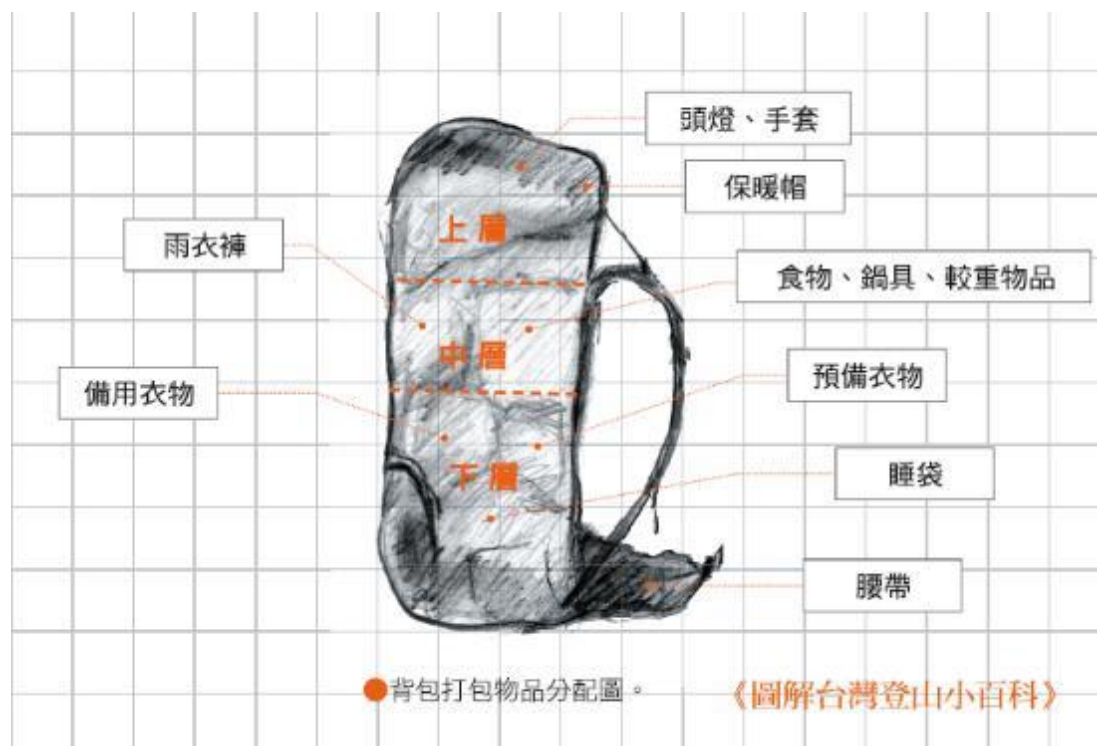 頭燈、手套
保暖帽
上層
雨衣褲
食物、鍋具、較重物品
中層
備用衣物
預備衣物
下層
睡袋
腰帶
●背包打包物品分配圖。
《圖解台灣登山小百科》